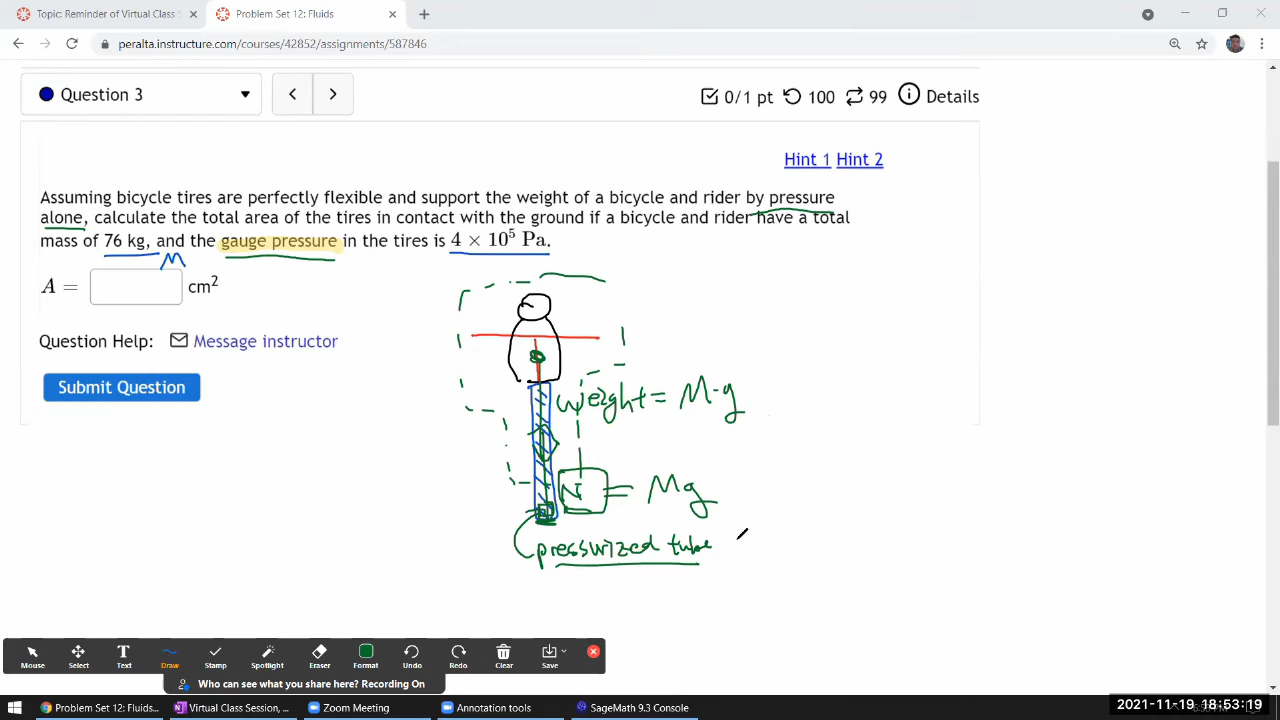 Topic: Reminder of Virtual Class S
Problem Set 12: Fluids
peralta.instructure.com/courses/42852/assignments/587846
Question 3
0/1 pt 100 99 Details
Hint 1 Hint 2
Assuming bicycle tires are perfectly flexible and support the weight of a bicycle and rider by pressure
alone, calculate the total area of the tires in contact with the ground if a bicycle and rider have a total
mass of 76 kg, and the gauge pressure in the tires is 4 × 10⁵ Pa.
M
A = cm²
Question Help: Message instructor
Submit Question
weight = M·g
N = Mg
pressurized tube
Mouse Select Text Draw Stamp Spotlight Eraser Format Undo Redo Clear Save
Who can see what you share here? Recording On
Problem Set 12: Fluids... Virtual Class Session, ... Zoom Meeting Annotation tools SageMath 9.3 Console
2021-11-19 18:53:19